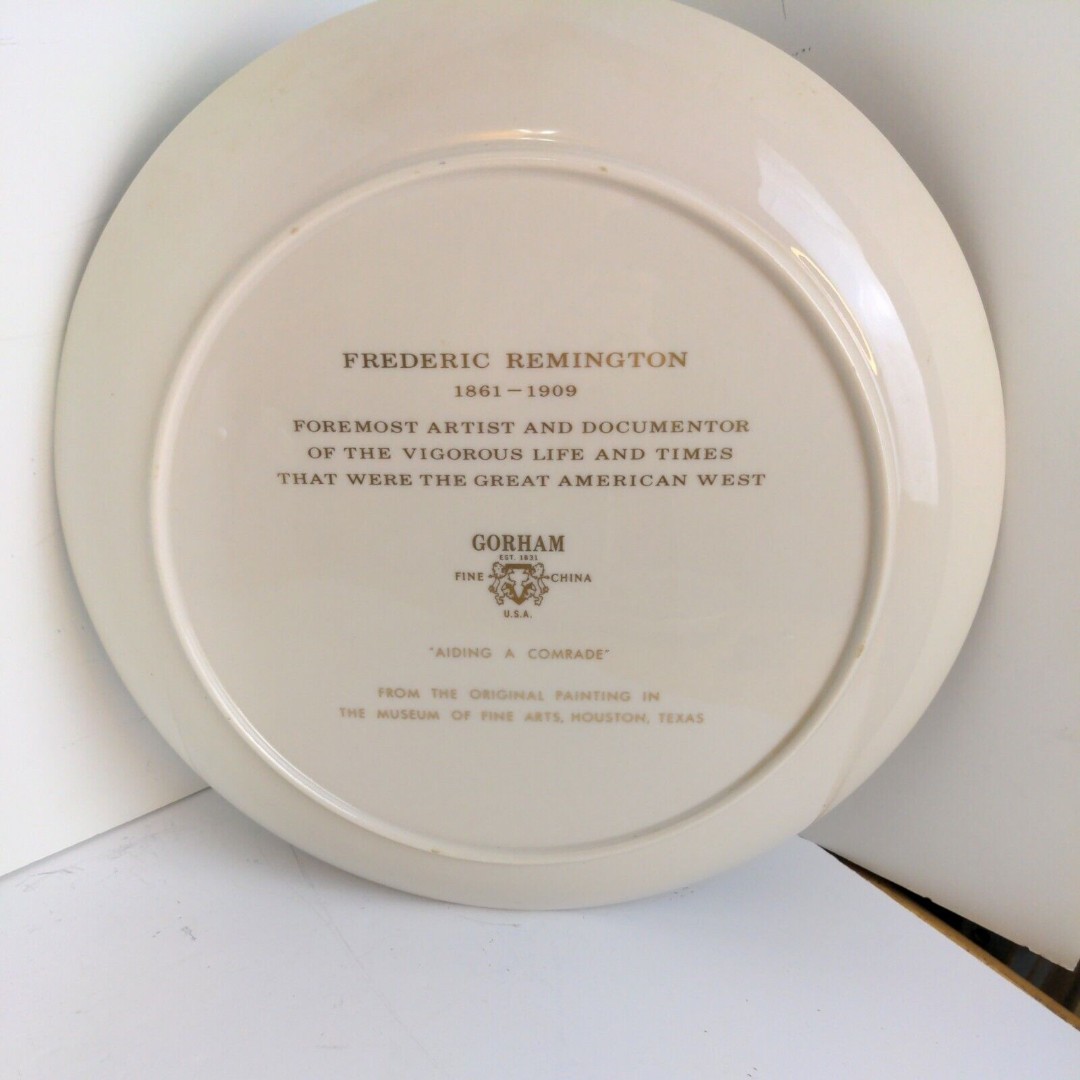 FREDERIC REMINGTON
1861–1909
FOREMOST ARTIST AND DOCUMENTOR
OF THE VIGOROUS LIFE AND TIMES
THAT WERE THE GREAT AMERICAN WEST
GORHAM
EST. 1831
FINE CHINA
U.S.A.
"AIDING A COMRADE"
FROM THE ORIGINAL PAINTING IN
THE MUSEUM OF FINE ARTS, HOUSTON, TEXAS